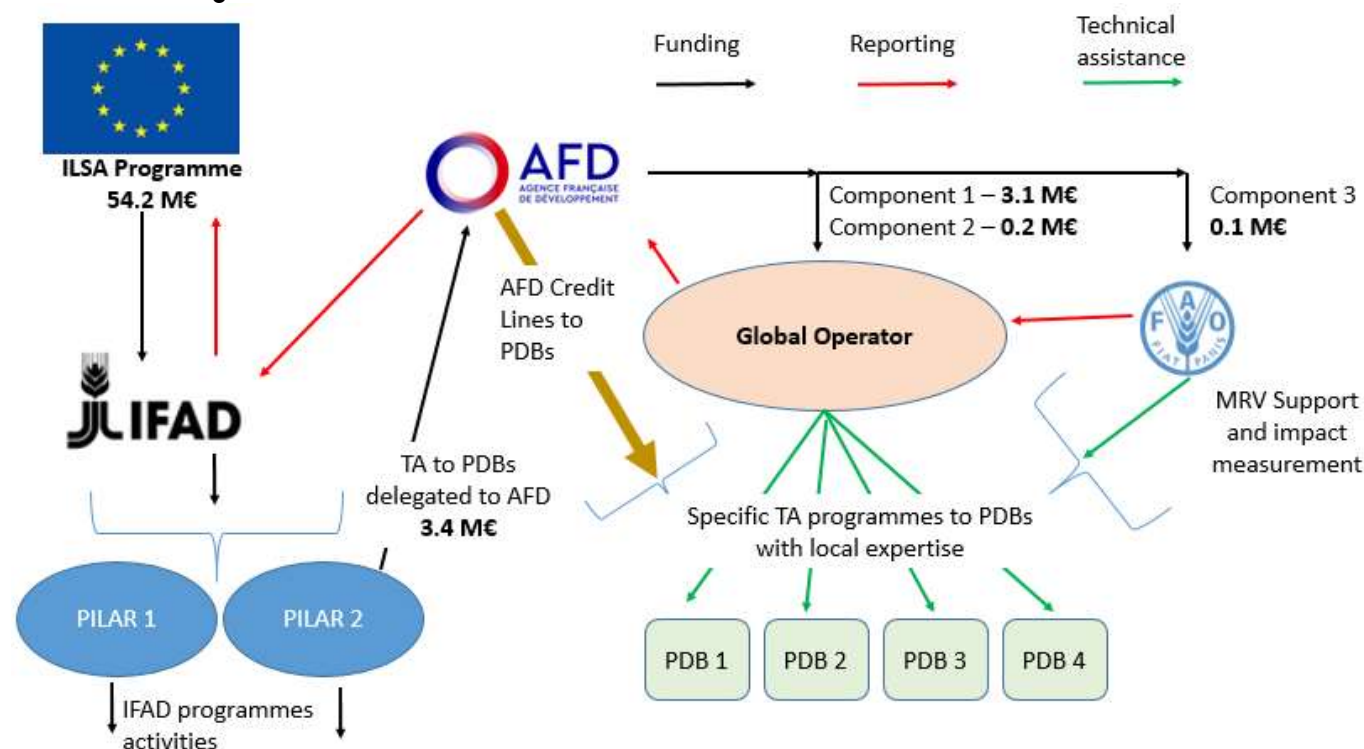 Funding
Reporting
Technical
assistance
ILSA Programme
54.2 M€
AFD
AGENCE FRANÇAISE
DE DÉVELOPPEMENT
Component 1 – 3.1 M€
Component 2 – 0.2 M€
Component 3
0.1 M€
AFD Credit
Lines to
PDBs
Global Operator
F A O
FIAT PANIS
IFAD
MRV Support
and impact
measurement
TA to PDBs
delegated to AFD
3.4 M€
Specific TA programmes to PDBs
with local expertise
PILAR 1
PILAR 2
PDB 1
PDB 2
PDB 3
PDB 4
IFAD programmes
activities